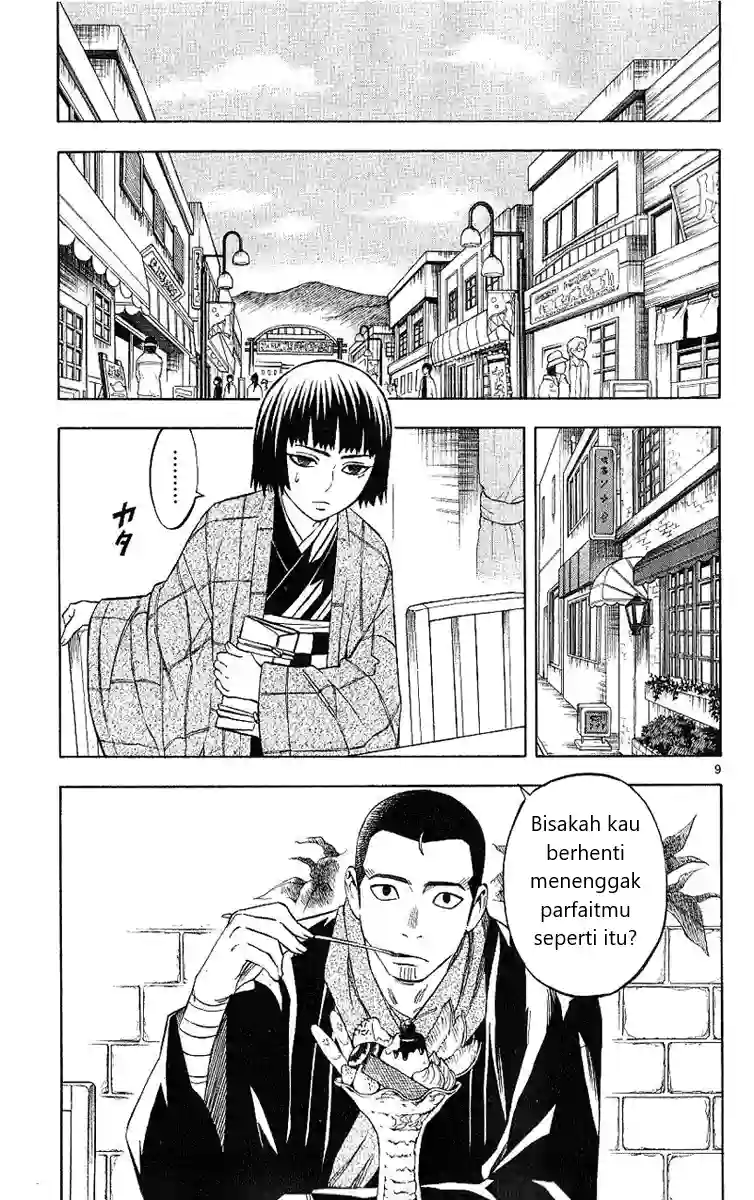 ………
カタ
9
Bisakah kau
berhenti
menenggak
parfaitmu
seperti itu?